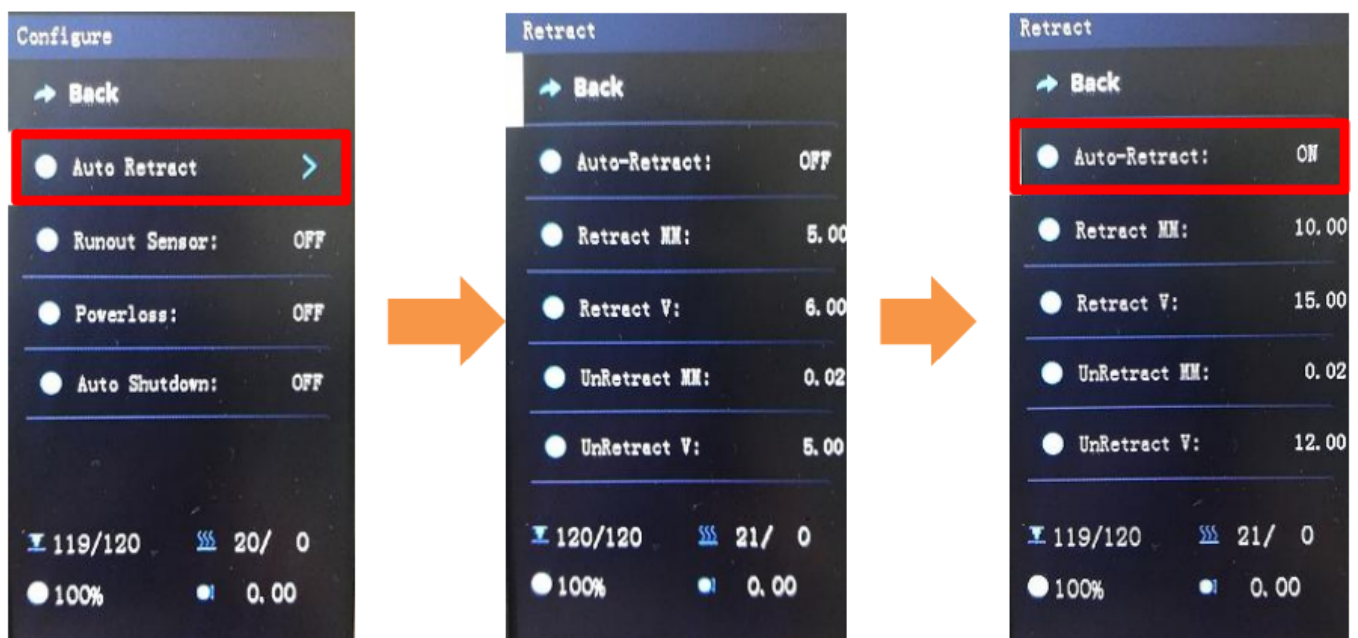 Configure
Back
Auto Retract
Runout Sensor: OFF
Powerloss: OFF
Auto Shutdown: OFF
119/120 20/ 0
100% 0.00
Retract
Back
Auto-Retract: OFF
Retract MM: 5.00
Retract V: 6.00
UnRetract MM: 0.02
UnRetract V: 5.00
120/120 21/ 0
100% 0.00
Retract
Back
Auto-Retract: ON
Retract MM: 10.00
Retract V: 15.00
UnRetract MM: 0.02
UnRetract V: 12.00
119/120 21/ 0
100% 0.00